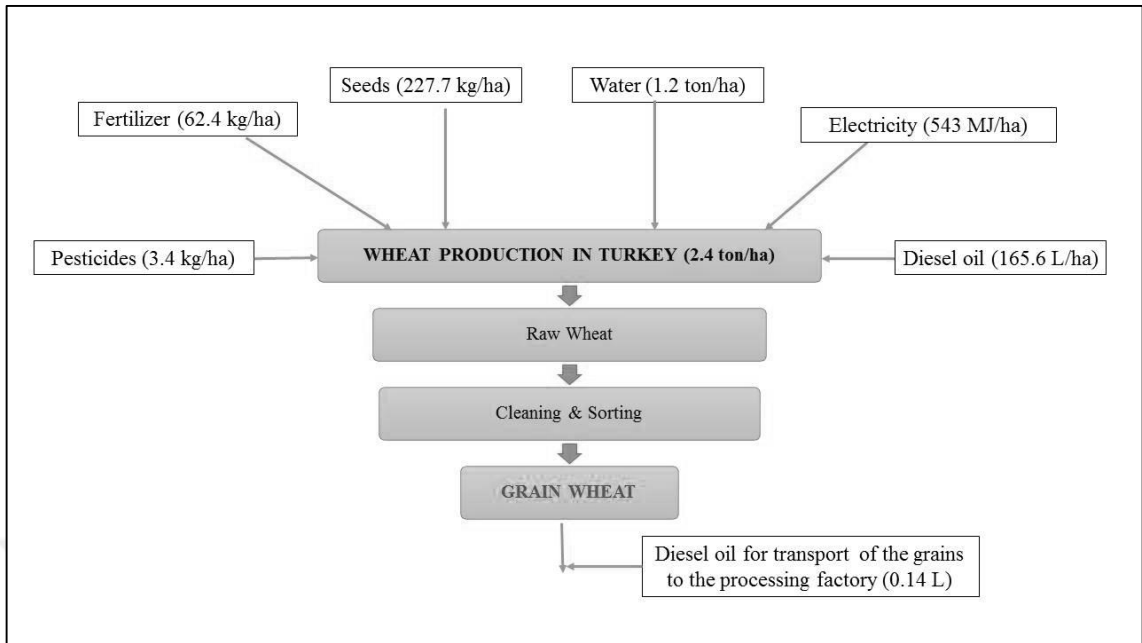 Seeds (227.7 kg/ha)
Water (1.2 ton/ha)
Fertilizer (62.4 kg/ha)
Electricity (543 MJ/ha)
Pesticides (3.4 kg/ha)
WHEAT PRODUCTION IN TURKEY (2.4 ton/ha)
Diesel oil (165.6 L/ha)
Raw Wheat
Cleaning & Sorting
GRAIN WHEAT
Diesel oil for transport of the grains
to the processing factory (0.14 L)